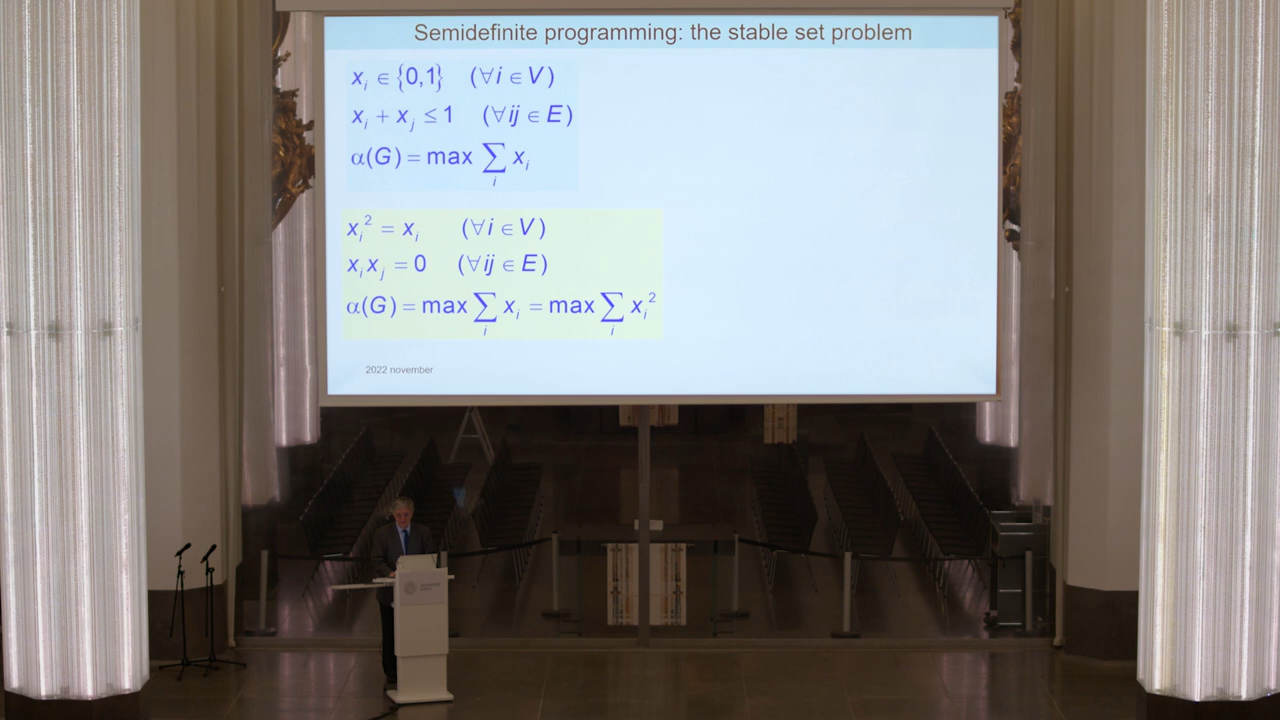 Semidefinite programming: the stable set problem
xᵢ ∈ {0,1} (∀i ∈ V)
xᵢ + xⱼ ≤ 1 (∀ij ∈ E)
α(G) = max ∑ᵢ xᵢ
xᵢ² = xᵢ (∀i ∈ V)
xᵢxⱼ = 0 (∀ij ∈ E)
α(G) = max ∑ᵢ xᵢ = max ∑ᵢ xᵢ²
2022 november